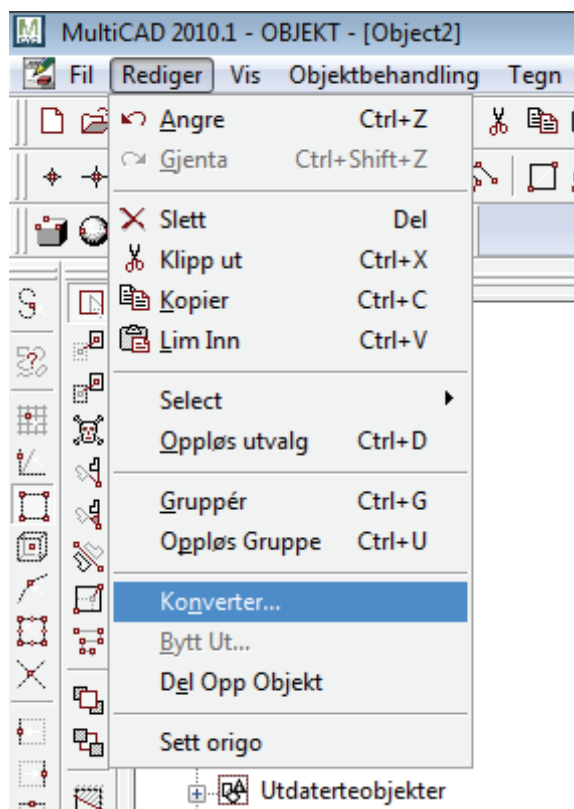 MultiCAD 2010.1 - OBJEKT - [Object2]
Fil Rediger Vis Objektbehandling Tegn
Angre Ctrl+Z
Gjenta Ctrl+Shift+Z
Slett Del
Klipp ut Ctrl+X
Kopier Ctrl+C
Lim Inn Ctrl+V
Select
Oppløs utvalg Ctrl+D
Gruppér Ctrl+G
Oppløs Gruppe Ctrl+U
Konverter...
Bytt Ut...
Del Opp Objekt
Sett origo
Utdaterteobjekter